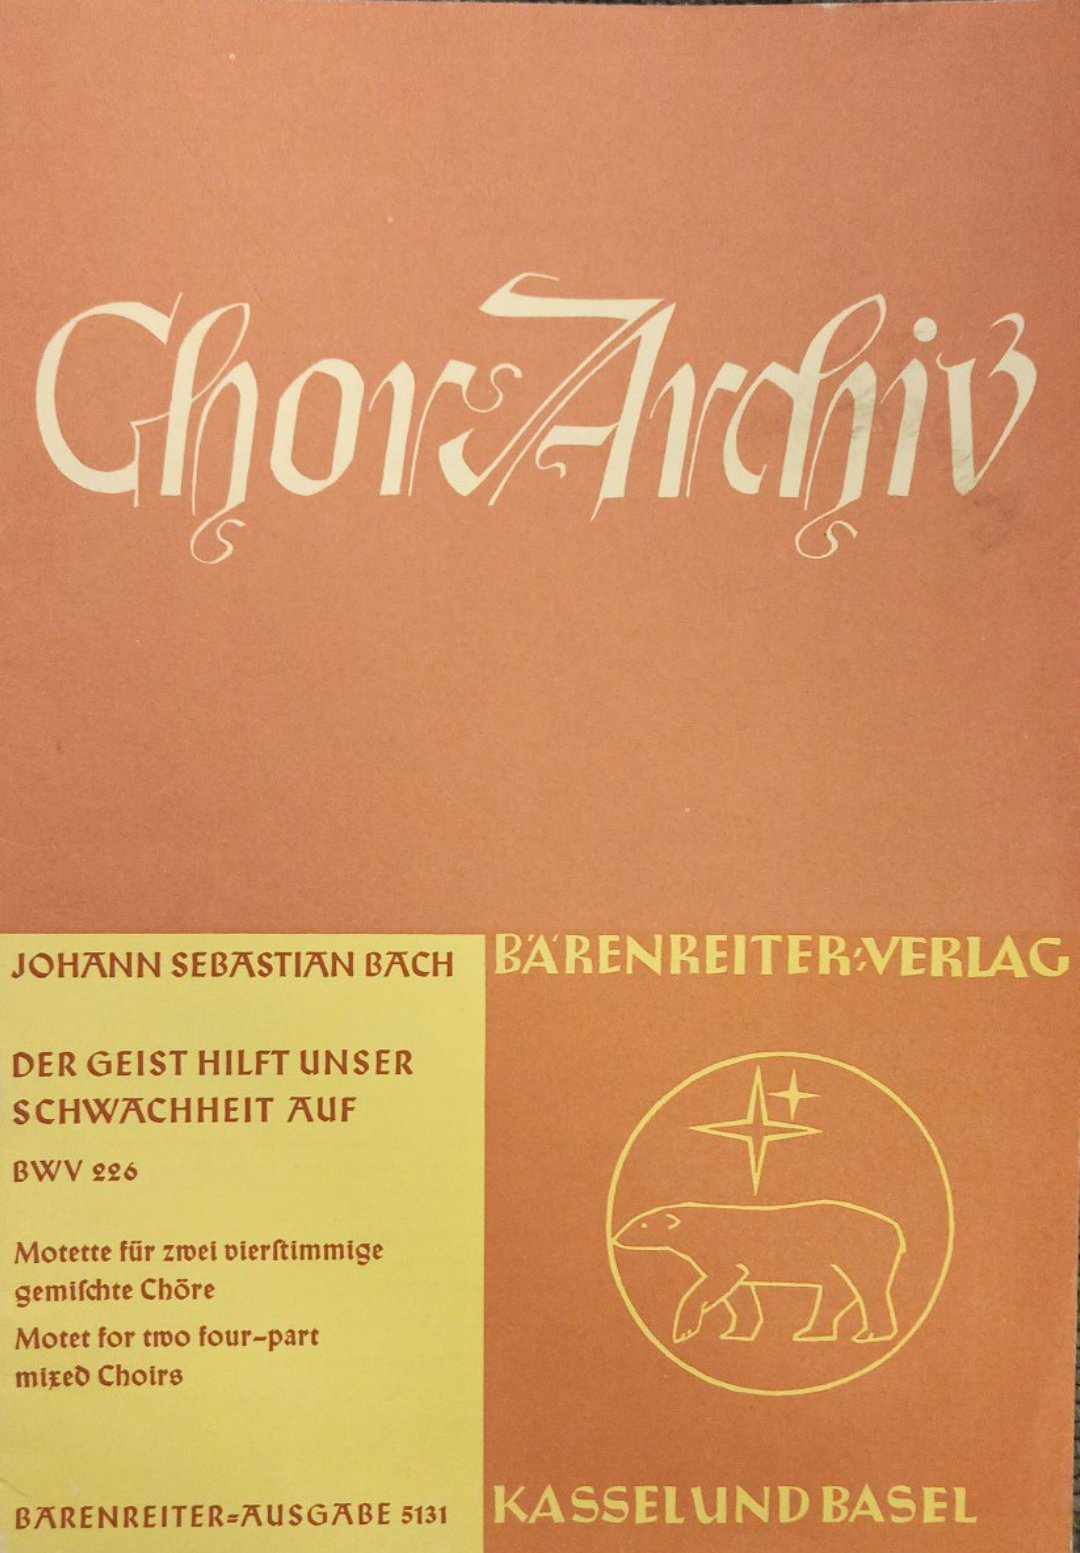 Chor-Archiv
JOHANN SEBASTIAN BACH
DER GEIST HILFT UNSER
SCHWACHHEIT AUF
BWV 226
Motette für zwei vierſtimmige
gemiſchte Chöre
Motet for two four-part
mixed Choirs
BÄRENREITER=AUSGABE 5131
BÄRENREITER-VERLAG
KASSEL UND BASEL